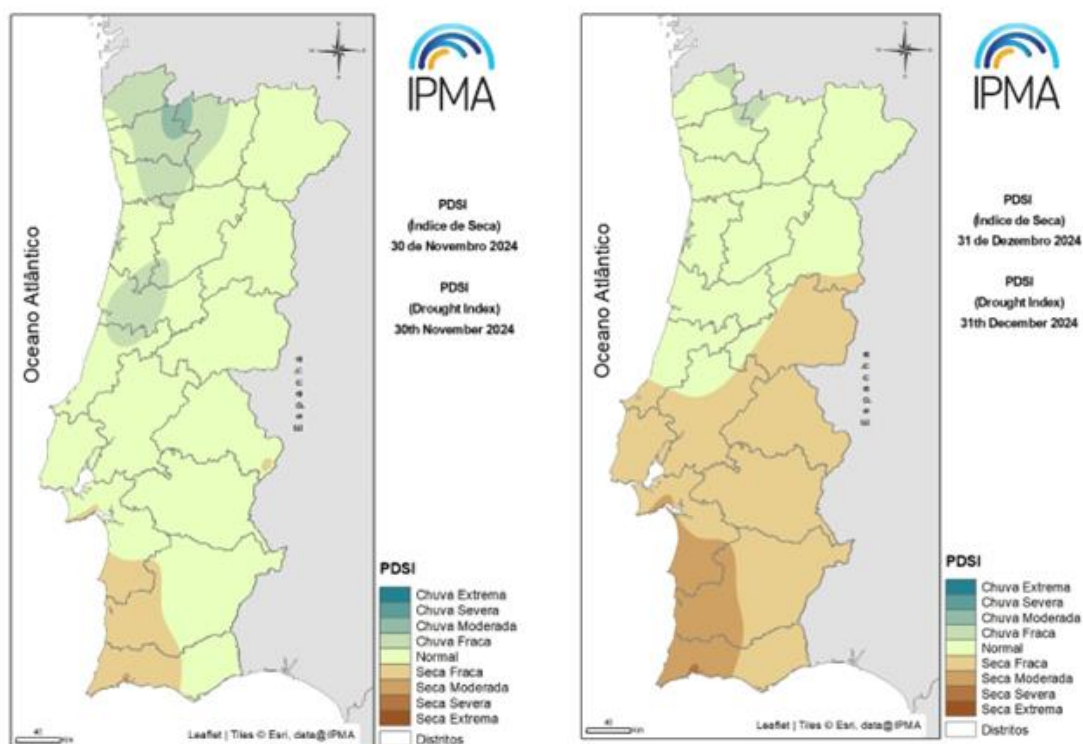 IPMA
PDSI
(Índice de Seca)
30 de Novembro 2024
PDSI
(Drought Index)
30th November 2024
Oceano Atlântico
Espanha
PDSI
Chuva Extrema
Chuva Severa
Chuva Moderada
Chuva Fraca
Normal
Seca Fraca
Seca Moderada
Seca Severa
Seca Extrema
Distritos
40
Km
Leaflet | Tiles © Esri, data@IPMA
IPMA
PDSI
(Índice de Seca)
31 de Dezembro 2024
PDSI
(Drought Index)
31th December 2024
Oceano Atlântico
Espanha
PDSI
Chuva Extrema
Chuva Severa
Chuva Moderada
Chuva Fraca
Normal
Seca Fraca
Seca Moderada
Seca Severa
Seca Extrema
Distritos
40
Km
Leaflet | Tiles © Esri, data@IPMA